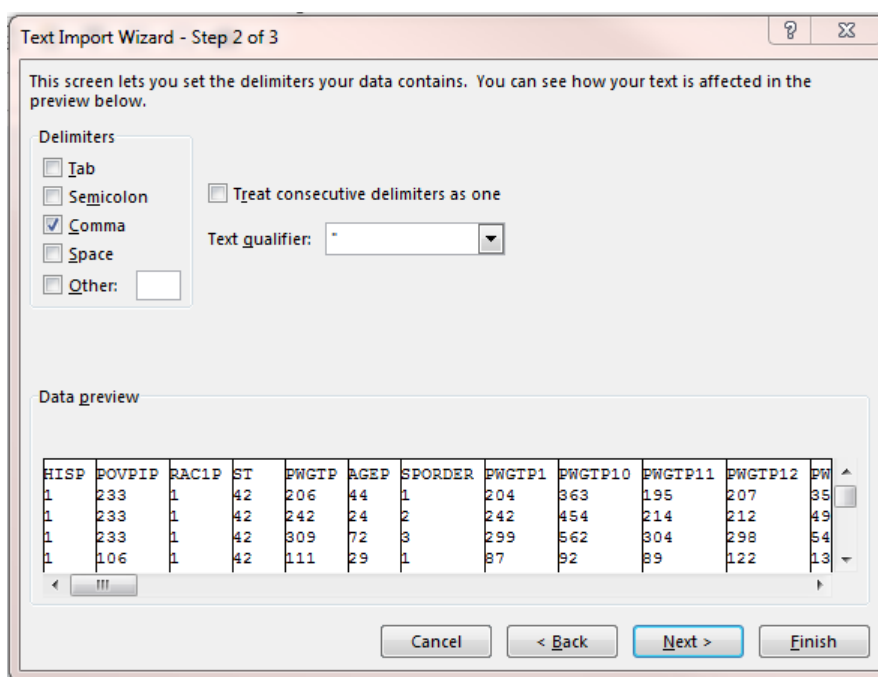 Text Import Wizard - Step 2 of 3
This screen lets you set the delimiters your data contains.  You can see how your text is affected in the
preview below.
Delimiters
Tab
Semicolon
Comma
Space
Other:
Treat consecutive delimiters as one
Text qualifier: "
Data preview
HISP POVPIP RAC1P ST PWGTP AGEP SPORDER PWGTP1 PWGTP10 PWGTP11 PWGTP12 PW
1 233 1 42 206 44 1 204 363 195 207 35
1 233 1 42 242 24 2 242 454 214 212 49
1 233 1 42 309 72 3 299 562 304 298 54
1 106 1 42 111 29 1 87 92 89 122 13
Cancel < Back Next > Finish